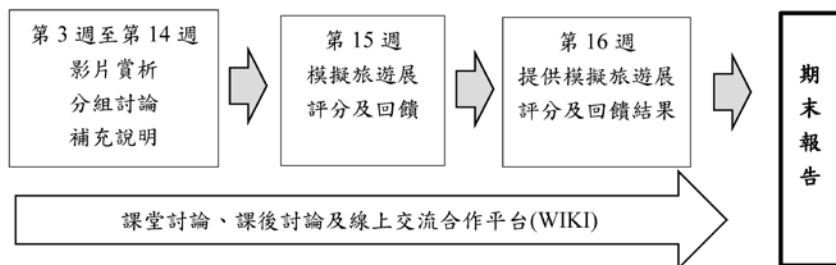 第 3 週至第 14 週
影片賞析
分組討論
補充說明
第 15 週
模擬旅遊展
評分及回饋
第 16 週
提供模擬旅遊展
評分及回饋結果
期末報告
課堂討論、課後討論及線上交流合作平台(WIKI)